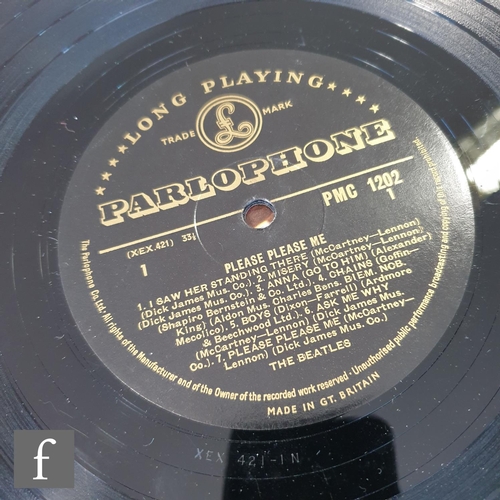 ★★★★ LONG PLAYING ★★★★
TRADE £ MARK
PARLOPHONE
PMC 1202
(XEX.421) 33⅓
1
1
PLEASE PLEASE ME
1. I SAW HER STANDING THERE (McCartney—Lennon)
(Dick James Mus. Co.) 2. MISERY (McCartney—Lennon)
(Dick James Mus. Co.) 3. ANNA (GO TO HIM) (Alexander)
(Shapiro Bernstein & Co. Ltd.) 4. CHAINS (Goffin—
King) (Aldon Mus. Charles Bens. BIEM. NCB.
Mecolico). 5. BOYS (Dixon—Farrell) (Ardmore
& Beechwood Ltd.) 6. ASK ME WHY
(McCartney—Lennon) (Dick James Mus.
Co.). 7. PLEASE PLEASE ME (McCartney—
Lennon) (Dick James Mus. Co.)
THE BEATLES
The Parlophone Co. Ltd. All rights of the Manufacturer and of the Owner of the recorded work reserved · Unauthorised public performance broadcasting and copying of this record prohibited.
MADE IN GT. BRITAIN
XEX 421-1N
f